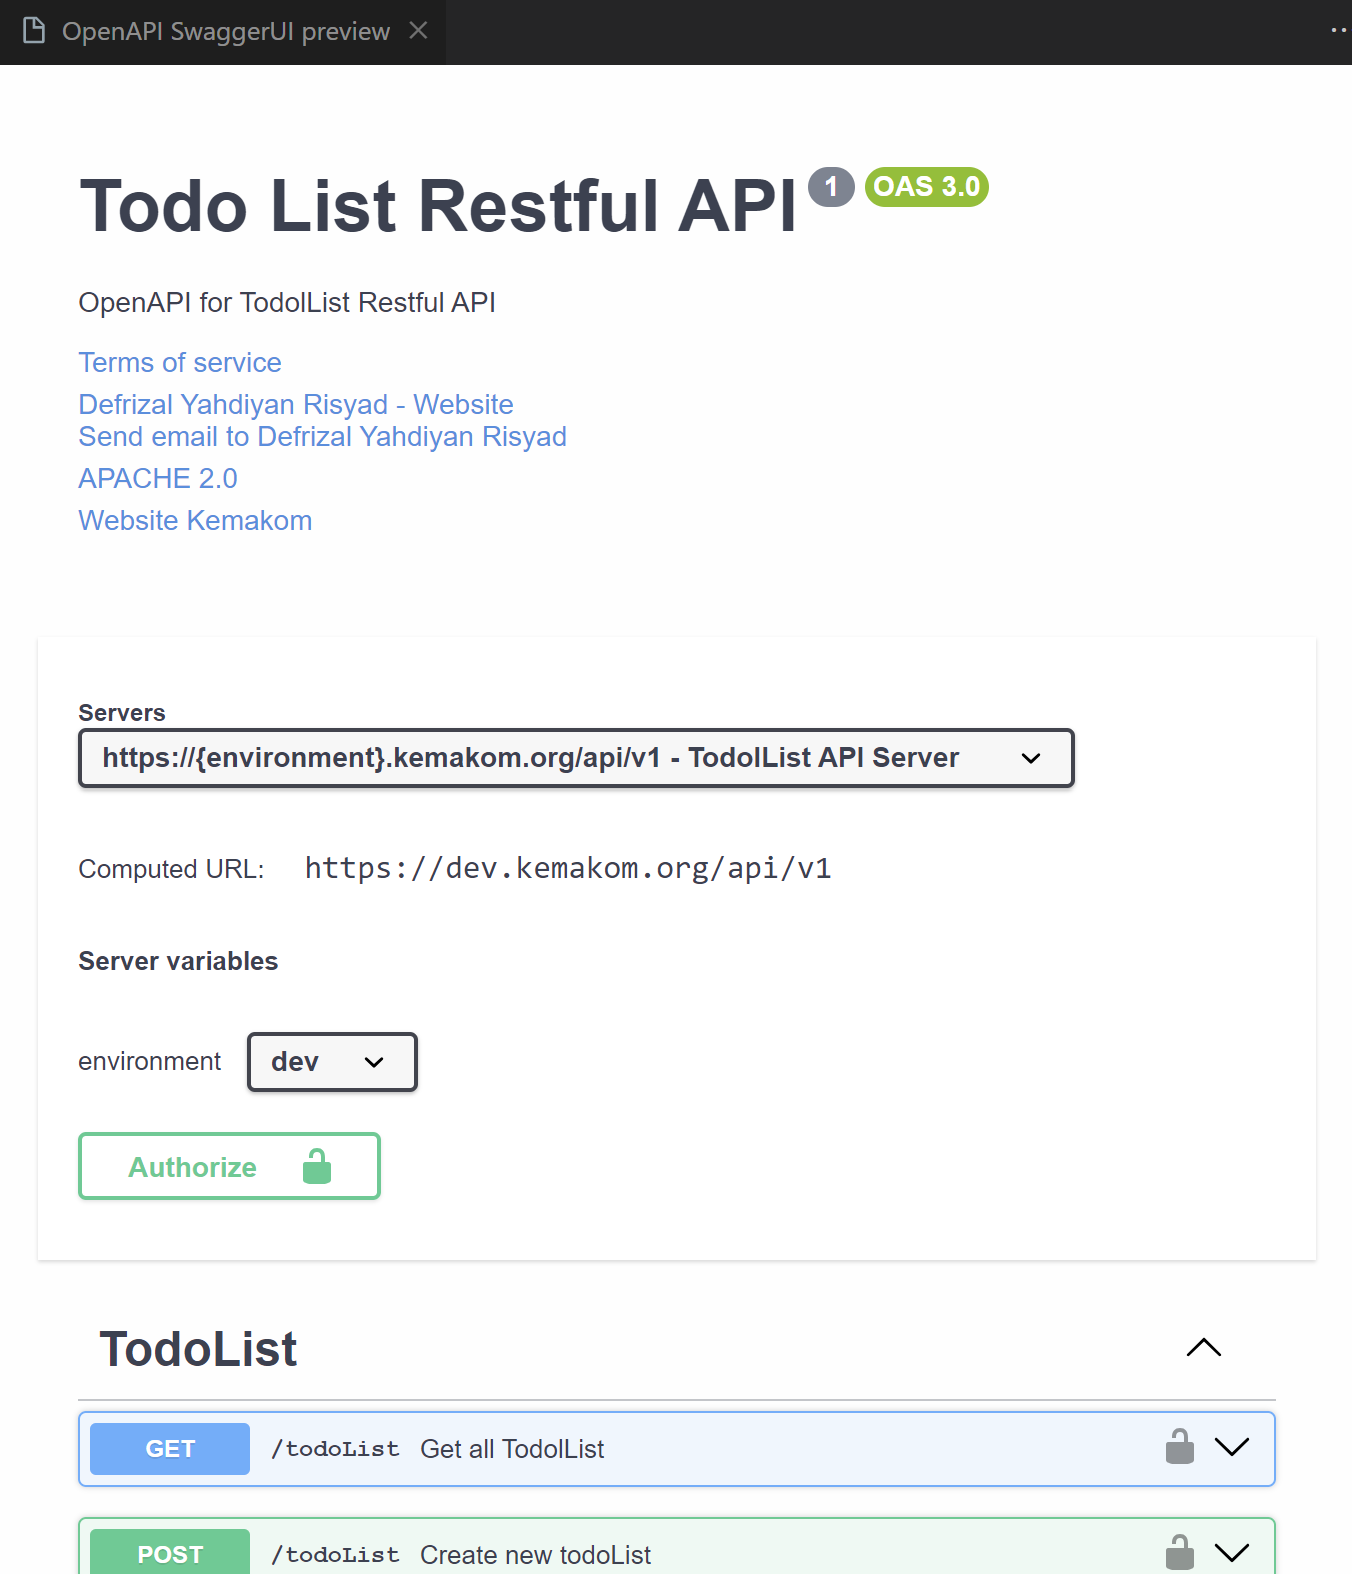 OpenAPI SwaggerUI preview
Todo List Restful API 1 OAS 3.0
OpenAPI for TodolList Restful API
Terms of service
Defrizal Yahdiyan Risyad - Website
Send email to Defrizal Yahdiyan Risyad
APACHE 2.0
Website Kemakom
Servers
https://{environment}.kemakom.org/api/v1 - TodolList API Server
Computed URL: https://dev.kemakom.org/api/v1
Server variables
environment dev
Authorize
TodoList
GET /todoList Get all TodolList
POST /todoList Create new todoList